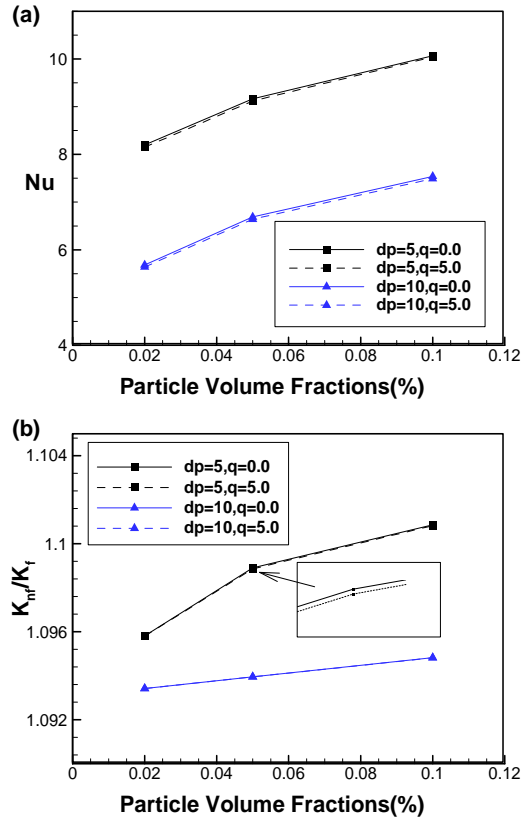 (a)
10
8
Nu
6
4
dp=5,q=0.0
dp=5,q=5.0
dp=10,q=0.0
dp=10,q=5.0
0 0.02 0.04 0.06 0.08 0.1 0.12
Particle Volume Fractions(%)
(b)
1.104
1.1
K_nf/K_f
1.096
1.092
dp=5,q=0.0
dp=5,q=5.0
dp=10,q=0.0
dp=10,q=5.0
0 0.02 0.04 0.06 0.08 0.1 0.12
Particle Volume Fractions(%)